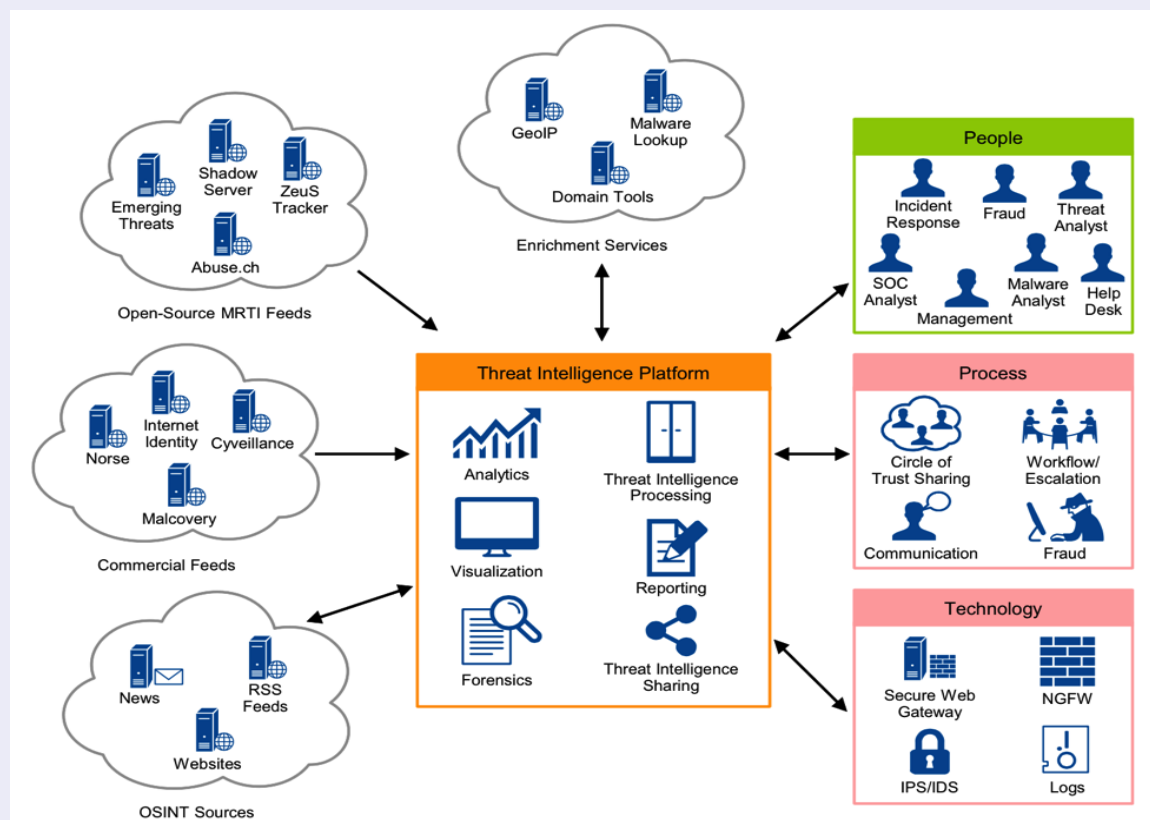 GeoIP
Malware
Lookup
Domain Tools
Enrichment Services
Shadow
Server
ZeuS
Tracker
Emerging
Threats
Abuse.ch
Open-Source MRTI Feeds
Internet
Identity
Cyveillance
Norse
Malcovery
Commercial Feeds
News
RSS
Feeds
Websites
OSINT Sources
Threat Intelligence Platform
Analytics
Threat Intelligence
Processing
Visualization
Reporting
Forensics
Threat Intelligence
Sharing
People
Incident
Response
Fraud
Threat
Analyst
SOC
Analyst
Management
Malware
Analyst
Help
Desk
Process
Circle of
Trust Sharing
Workflow/
Escalation
Communication
Fraud
Technology
Secure Web
Gateway
NGFW
IPS/IDS
Logs